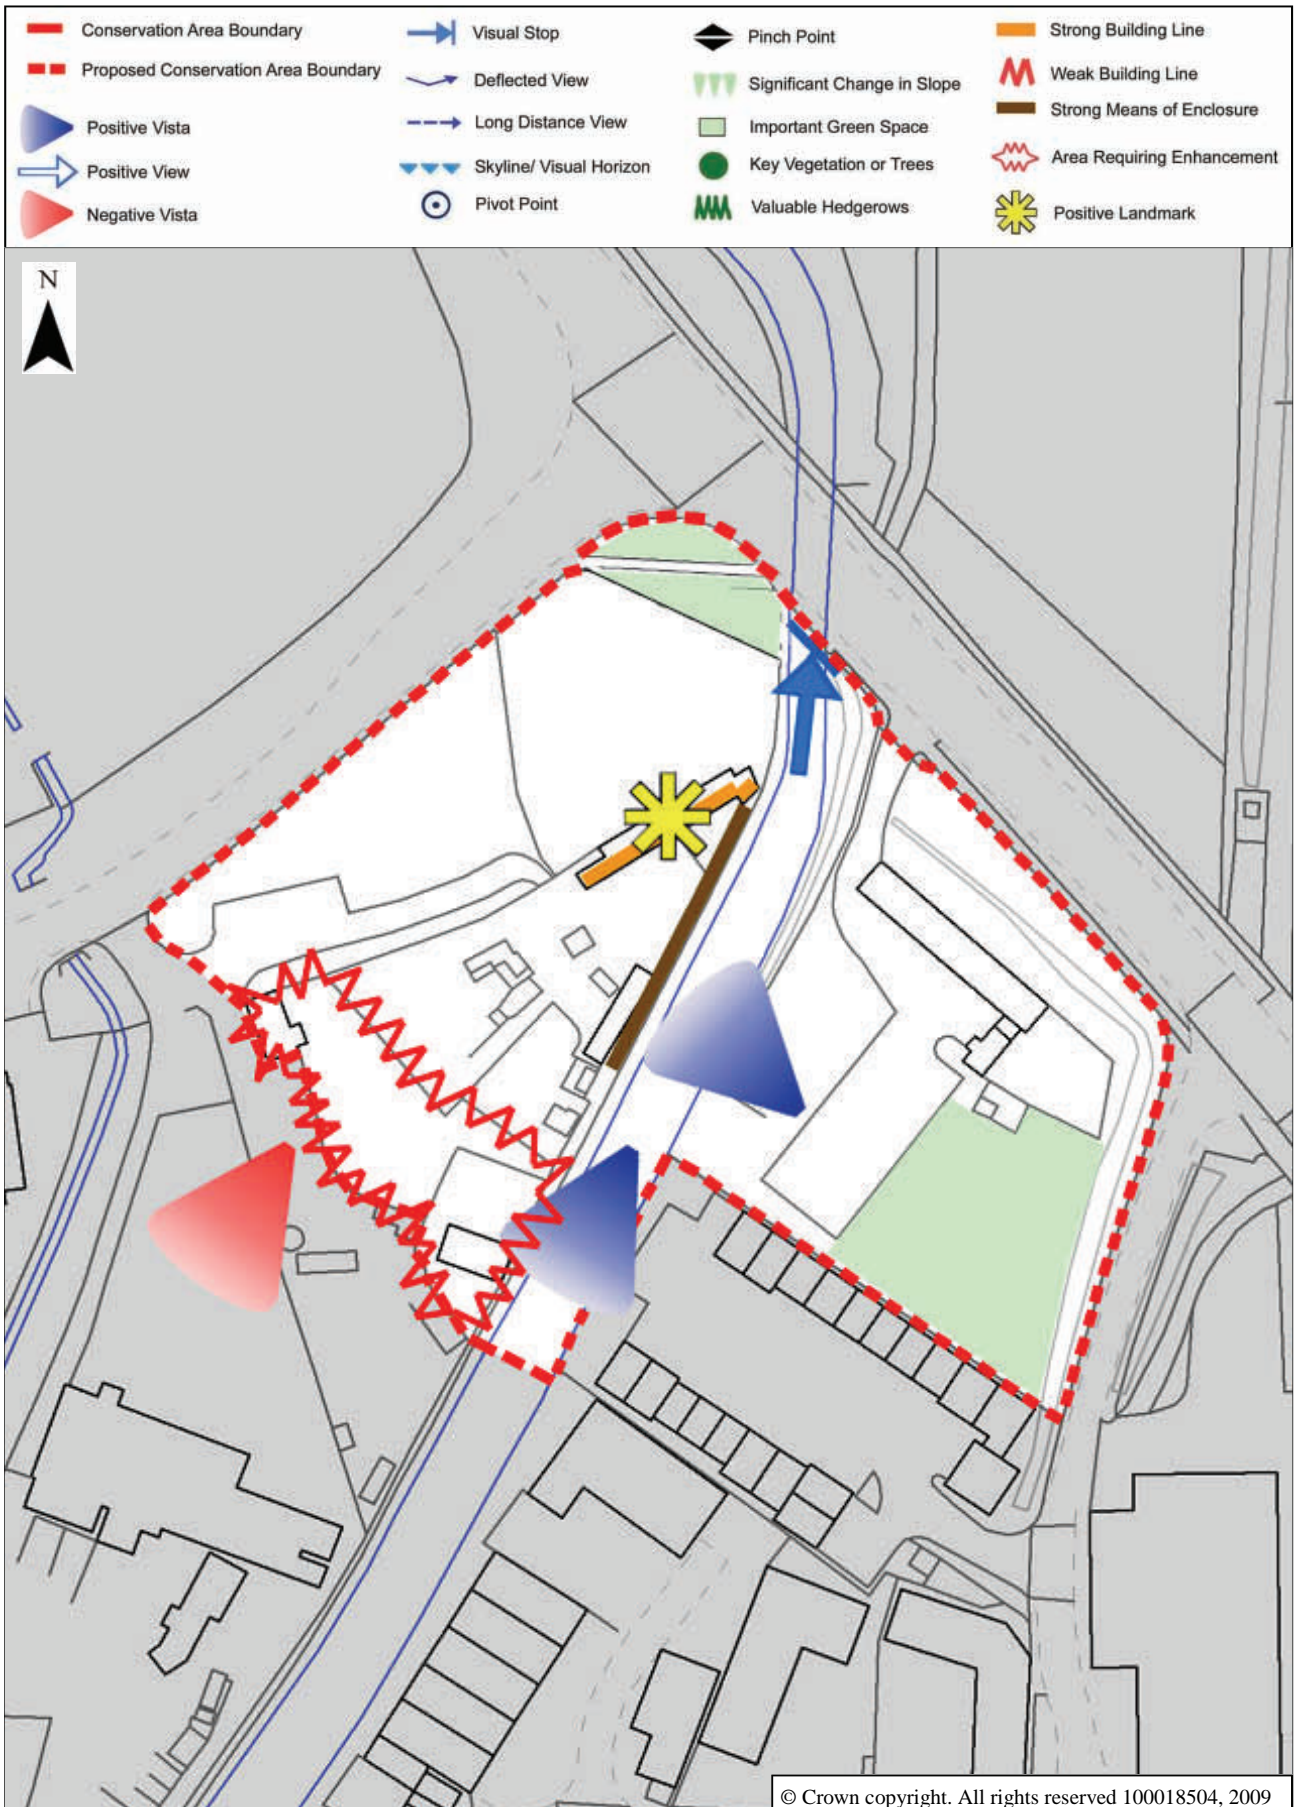 Conservation Area Boundary
Proposed Conservation Area Boundary
Positive Vista
Positive View
Negative Vista
Visual Stop
Deflected View
Long Distance View
Skyline/ Visual Horizon
Pivot Point
Pinch Point
Significant Change in Slope
Important Green Space
Key Vegetation or Trees
Valuable Hedgerows
Strong Building Line
Weak Building Line
Strong Means of Enclosure
Area Requiring Enhancement
Positive Landmark
N
© Crown copyright. All rights reserved 100018504, 2009